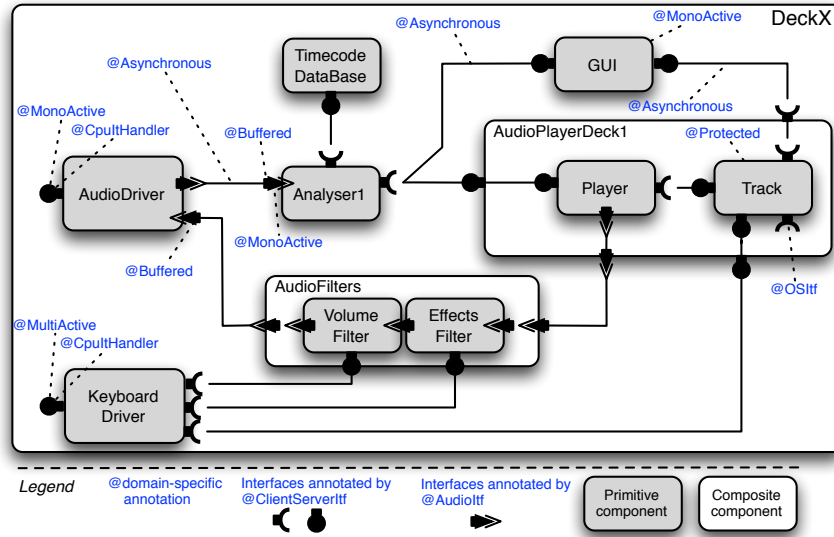 DeckX
@Asynchronous
@MonoActive
Timecode
DataBase
GUI
@Asynchronous
@MonoActive
@CpuItHandler
@Buffered
@Asynchronous
AudioPlayerDeck1
@Protected
AudioDriver
Analyser1
Player
Track
@MonoActive
@Buffered
@OSItf
AudioFilters
Volume
Filter
Effects
Filter
@MultiActive
@CpuItHandler
Keyboard
Driver
Legend
@domain-specific
annotation
Interfaces annotated by
@ClientServerItf
Interfaces annotated by
@AudioItf
Primitive
component
Composite
component